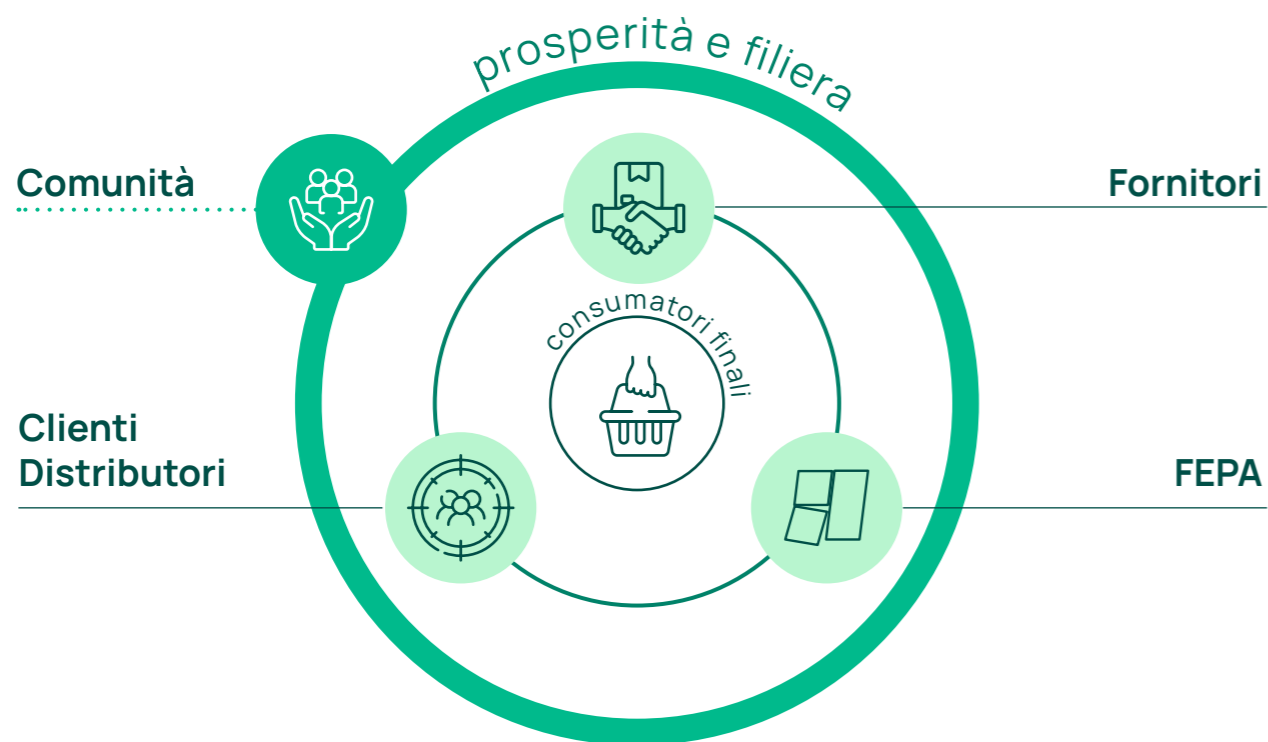 prosperità e filiera
Comunità
Fornitori
consumatori finali
Clienti
Distributori
FEPA